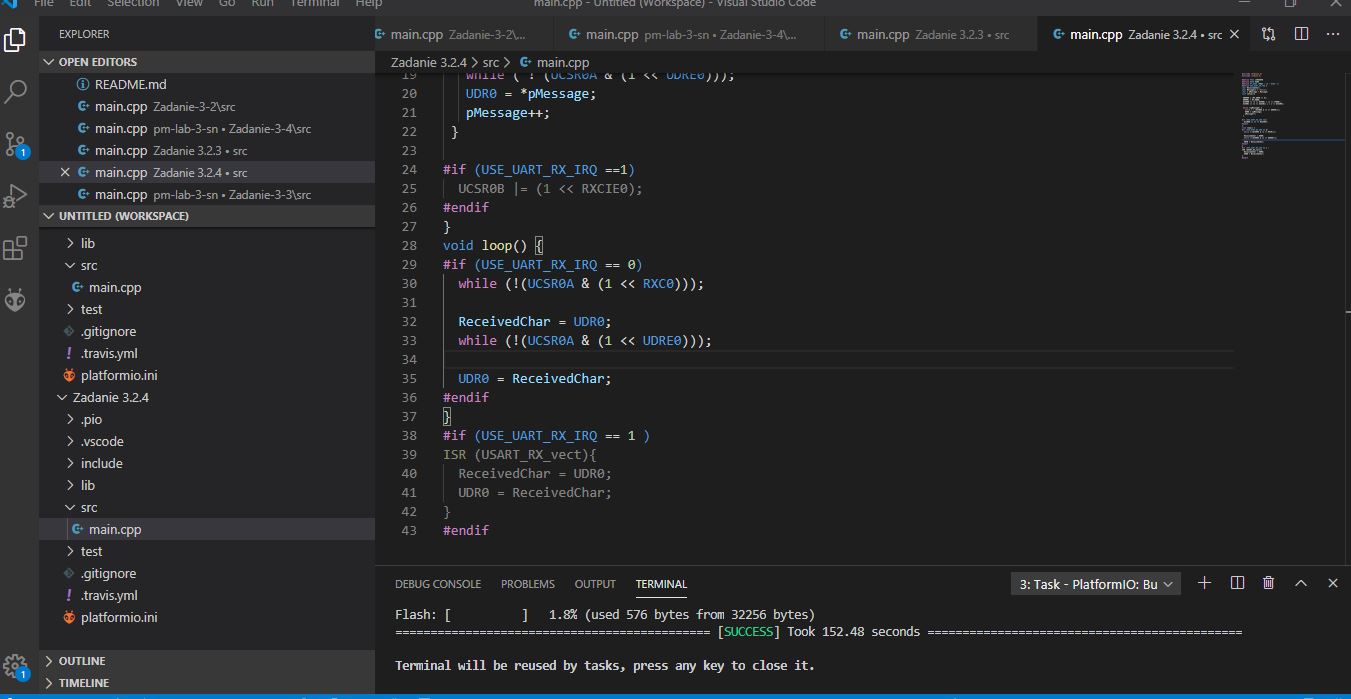 File Edit Selection View Go Run Terminal Help main.cpp - Untitled (Workspace) - Visual Studio Code
EXPLORER
main.cpp Zadanie-3-2\... main.cpp pm-lab-3-sn • Zadanie-3-4\... main.cpp Zadanie 3.2.3 • src main.cpp Zadanie 3.2.4 • src
OPEN EDITORS
README.md
main.cpp Zadanie-3-2\src
main.cpp pm-lab-3-sn • Zadanie-3-4\src
main.cpp Zadanie 3.2.3 • src
main.cpp Zadanie 3.2.4 • src
main.cpp pm-lab-3-sn • Zadanie-3-3\src
UNTITLED (WORKSPACE)
lib
src
main.cpp
test
.gitignore
.travis.yml
platformio.ini
Zadanie 3.2.4
.pio
.vscode
include
lib
src
main.cpp
test
.gitignore
.travis.yml
platformio.ini
OUTLINE
TIMELINE
1
1
Zadanie 3.2.4 > src > main.cpp
19 while ( ! (UCSR0A & (1 << UDRE0)));
20 UDR0 = *pMessage;
21 pMessage++;
22 }
23
24 #if (USE_UART_RX_IRQ ==1)
25 UCSR0B |= (1 << RXCIE0);
26 #endif
27 }
28 void loop() {
29 #if (USE_UART_RX_IRQ == 0)
30 while (!(UCSR0A & (1 << RXC0)));
31
32 ReceivedChar = UDR0;
33 while (!(UCSR0A & (1 << UDRE0)));
34
35 UDR0 = ReceivedChar;
36 #endif
37 }
38 #if (USE_UART_RX_IRQ == 1 )
39 ISR (USART_RX_vect){
40 ReceivedChar = UDR0;
41 UDR0 = ReceivedChar;
42 }
43 #endif
DEBUG CONSOLE PROBLEMS OUTPUT TERMINAL 3: Task - PlatformIO: Bu
Flash: [ ] 1.8% (used 576 bytes from 32256 bytes)
============================================= [SUCCESS] Took 152.48 seconds =============================================
Terminal will be reused by tasks, press any key to close it.